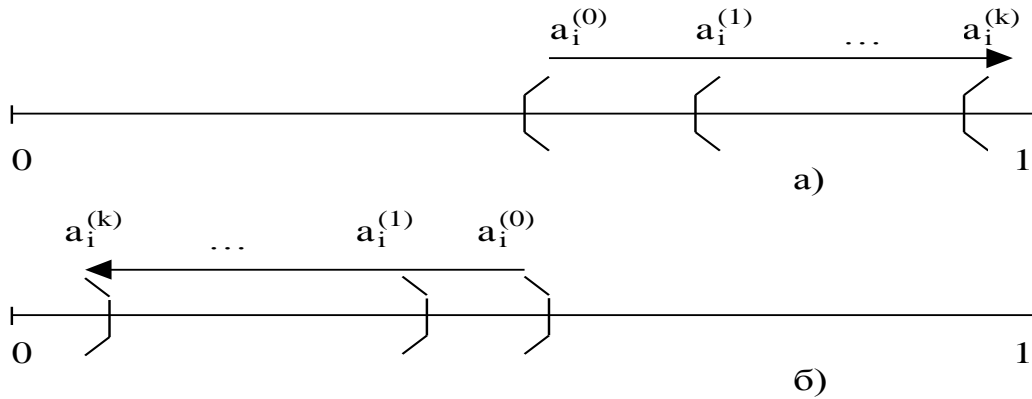 a_i^(0) a_i^(1) ... a_i^(k)
0 1
а)
a_i^(k) ... a_i^(1) a_i^(0)
0 1
б)